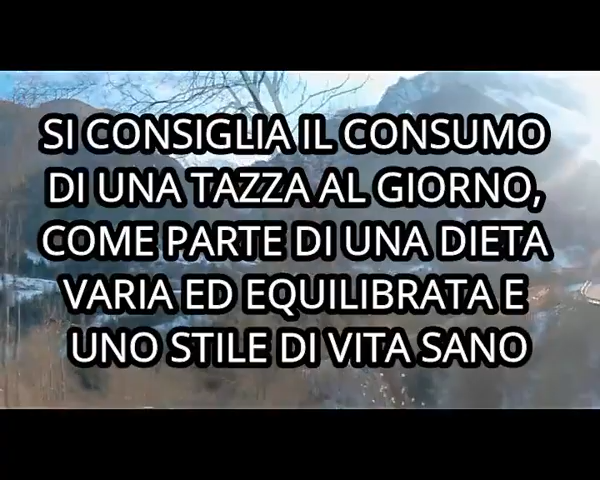 SI CONSIGLIA IL CONSUMO
DI UNA TAZZA AL GIORNO,
COME PARTE DI UNA DIETA
VARIA ED EQUILIBRATA E
UNO STILE DI VITA SANO